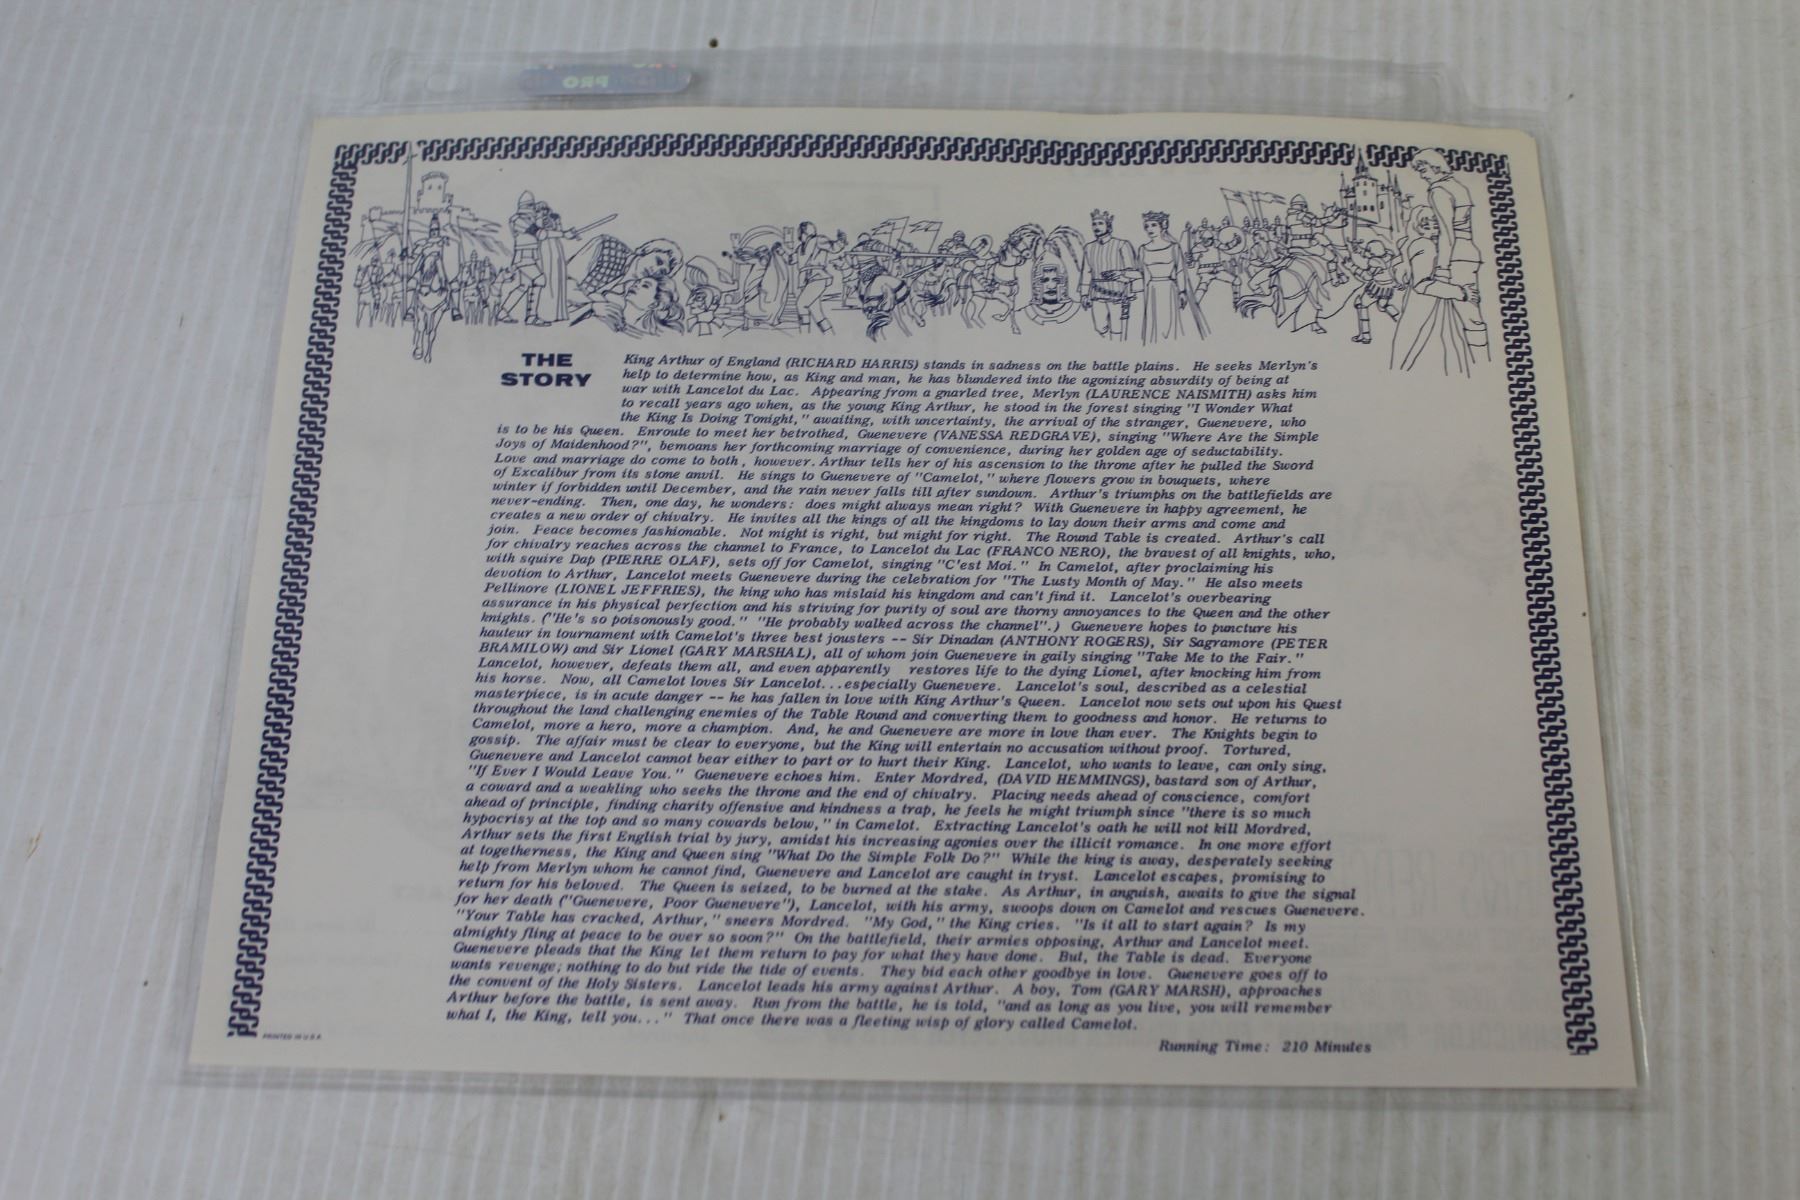 PRO
THE STORY
King Arthur of England (RICHARD HARRIS) stands in sadness on the battle plains. He seeks Merlyn's
help to determine how, as King and man, he has blundered into the agonizing absurdity of being at
war with Lancelot du Lac. Appearing from a gnarled tree, Merlyn (LAURENCE NAISMITH) asks him
to recall years ago when, as the young King Arthur, he stood in the forest singing "I Wonder What
the King Is Doing Tonight," awaiting, with uncertainty, the arrival of the stranger, Guenevere, who
is to be his Queen. Enroute to meet her betrothed, Guenevere (VANESSA REDGRAVE), singing "Where Are the Simple
Joys of Maidenhood?", bemoans her forthcoming marriage of convenience, during her golden age of seductability.
Love and marriage do come to both, however. Arthur tells her of his ascension to the throne after he pulled the Sword
of Excalibur from its stone anvil. He sings to Guenevere of "Camelot," where flowers grow in bouquets, where
winter if forbidden until December, and the rain never falls till after sundown. Arthur's triumphs on the battlefields are
never-ending. Then, one day, he wonders: does might always mean right? With Guenevere in happy agreement, he
creates a new order of chivalry. He invites all the kings of all the kingdoms to lay down their arms and come and
join. Peace becomes fashionable. Not might is right, but might for right. The Round Table is created. Arthur's call
for chivalry reaches across the channel to France, to Lancelot du Lac (FRANCO NERO), the bravest of all knights, who,
with squire Dap (PIERRE OLAF), sets off for Camelot, singing "C'est Moi." In Camelot, after proclaiming his
devotion to Arthur, Lancelot meets Guenevere during the celebration for "The Lusty Month of May." He also meets
Pellinore (LIONEL JEFFRIES), the king who has mislaid his kingdom and can't find it. Lancelot's overbearing
assurance in his physical perfection and his striving for purity of soul are thorny annoyances to the Queen and the other
knights. ("He's so poisonously good." "He probably walked across the channel".) Guenevere hopes to puncture his
hauteur in tournament with Camelot's three best jousters -- Sir Dinadan (ANTHONY ROGERS), Sir Sagramore (PETER
BRAMILOW) and Sir Lionel (GARY MARSHAL), all of whom join Guenevere in gaily singing "Take Me to the Fair."
Lancelot, however, defeats them all, and even apparently restores life to the dying Lionel, after knocking him from
his horse. Now, all Camelot loves Sir Lancelot...especially Guenevere. Lancelot's soul, described as a celestial
masterpiece, is in acute danger -- he has fallen in love with King Arthur's Queen. Lancelot now sets out upon his Quest
throughout the land challenging enemies of the Table Round and converting them to goodness and honor. He returns to
Camelot, more a hero, more a champion. And, he and Guenevere are more in love than ever. The Knights begin to
gossip. The affair must be clear to everyone, but the King will entertain no accusation without proof. Tortured,
Guenevere and Lancelot cannot bear either to part or to hurt their King. Lancelot, who wants to leave, can only sing,
"If Ever I Would Leave You." Guenevere echoes him. Enter Mordred, (DAVID HEMMINGS), bastard son of Arthur,
a coward and a weakling who seeks the throne and the end of chivalry. Placing needs ahead of conscience, comfort
ahead of principle, finding charity offensive and kindness a trap, he feels he might triumph since "there is so much
hypocrisy at the top and so many cowards below," in Camelot. Extracting Lancelot's oath he will not kill Mordred,
Arthur sets the first English trial by jury, amidst his increasing agonies over the illicit romance. In one more effort
at togetherness, the King and Queen sing "What Do the Simple Folk Do?" While the king is away, desperately seeking
help from Merlyn whom he cannot find, Guenevere and Lancelot are caught in tryst. Lancelot escapes, promising to
return for his beloved. The Queen is seized, to be burned at the stake. As Arthur, in anguish, awaits to give the signal
for her death ("Guenevere, Poor Guenevere"), Lancelot, with his army, swoops down on Camelot and rescues Guenevere.
"Your Table has cracked, Arthur," sneers Mordred. "My God," the King cries. "Is it all to start again? Is my
almighty fling at peace to be over so soon?" On the battlefield, their armies opposing, Arthur and Lancelot meet.
Guenevere pleads that the King let them return to pay for what they have done. But, the Table is dead. Everyone
wants revenge; nothing to do but ride the tide of events. They bid each other goodbye in love. Guenevere goes off to
the convent of the Holy Sisters. Lancelot leads his army against Arthur. A boy, Tom (GARY MARSH), approaches
Arthur before the battle, is sent away. Run from the battle, he is told, "and as long as you live, you will remember
what I, the King, tell you..." That once there was a fleeting wisp of glory called Camelot.
Running Time: 210 Minutes
PRINTED IN U.S.A.